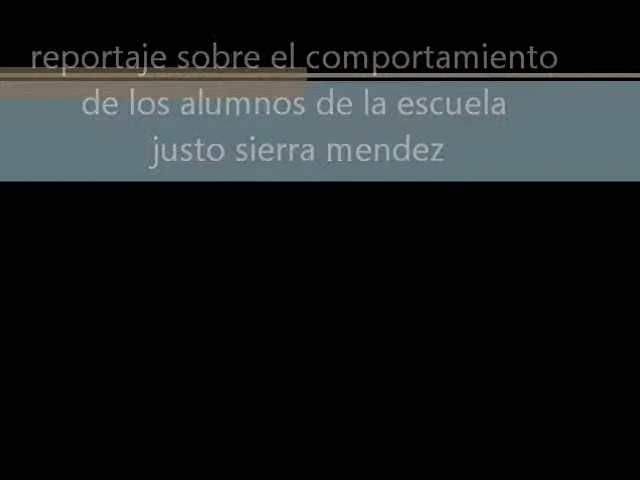 reportaje sobre el comportamiento
de los alumnos de la escuela
justo sierra mendez